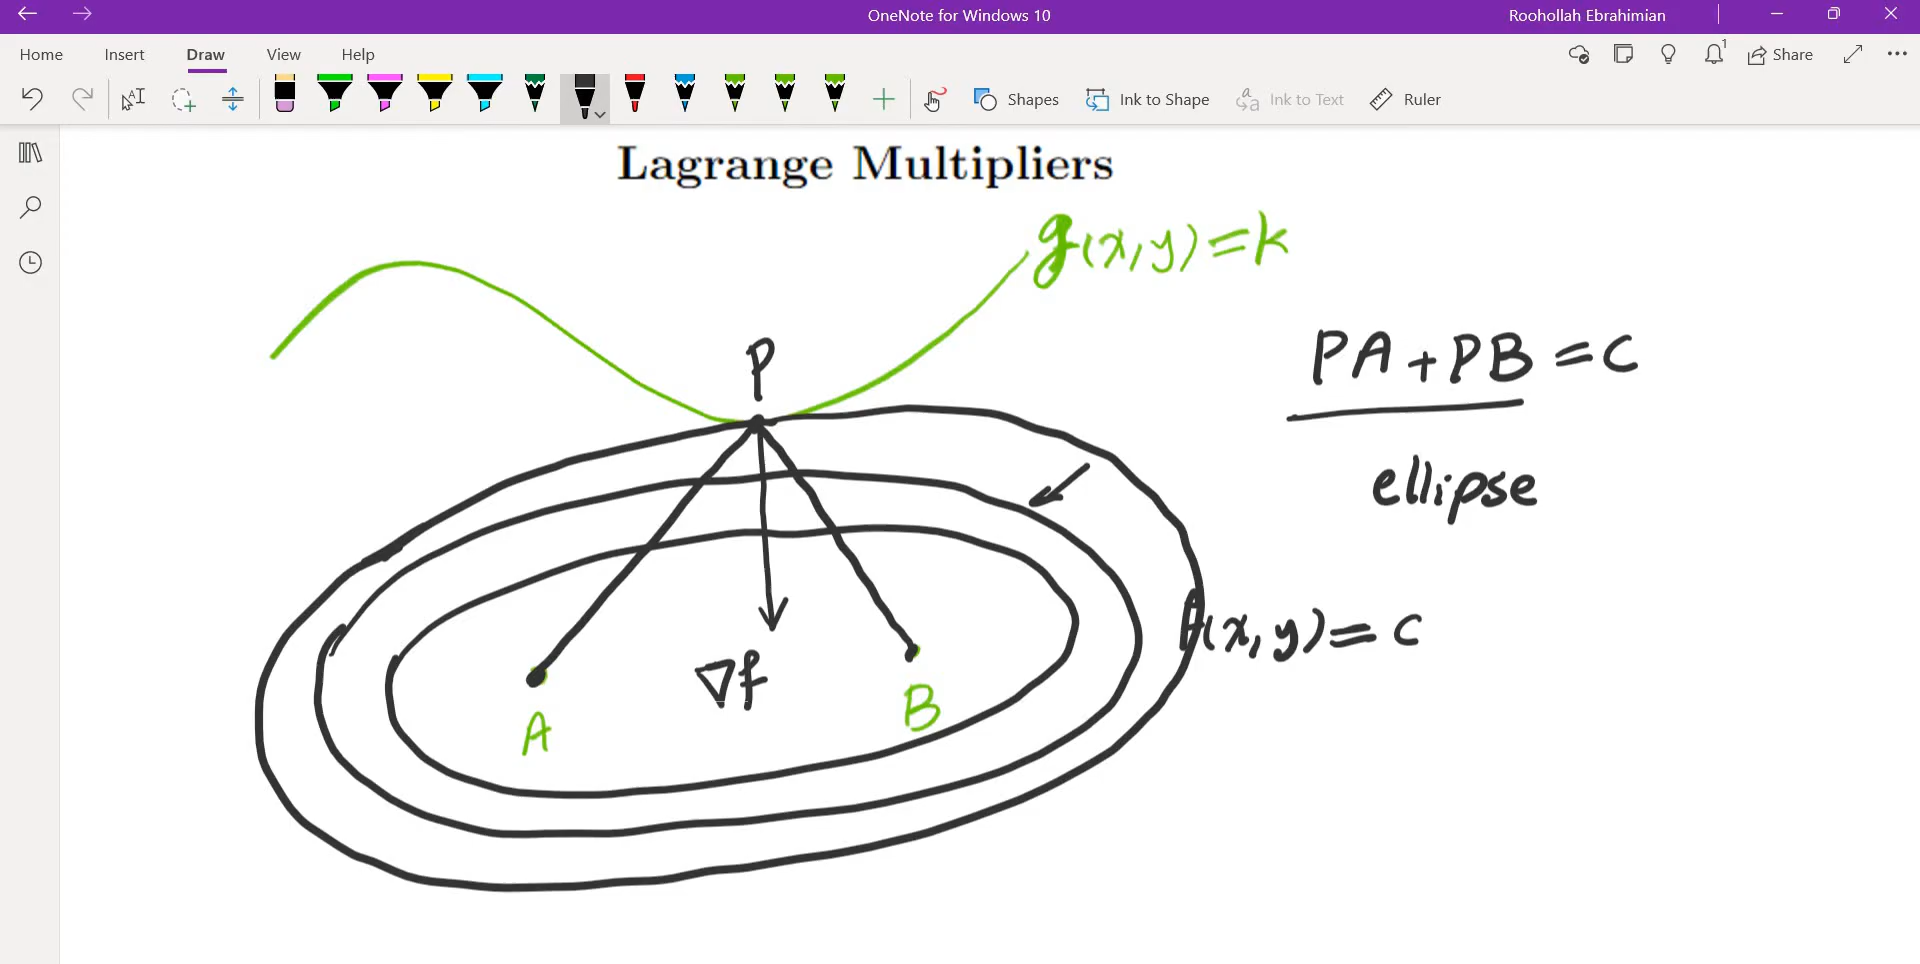 OneNote for Windows 10
Roohollah Ebrahimian
Home Insert Draw View Help
1 Share
Shapes Ink to Shape Ink to Text Ruler
Lagrange Multipliers
g(x,y)=k
P
PA+PB=C
ellipse
f(x,y)=c
∇f
A
B